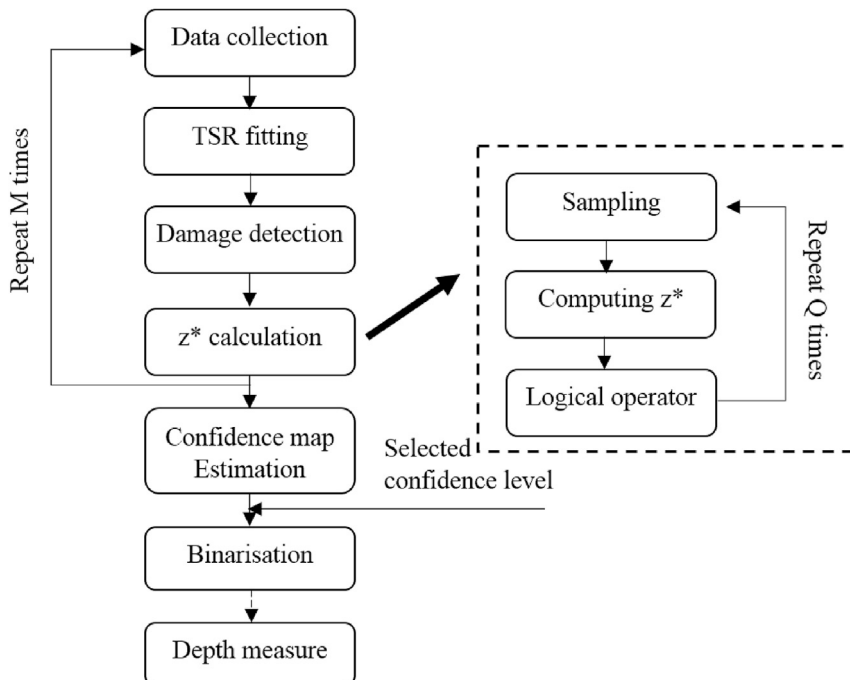 Data collection
Repeat M times
TSR fitting
Damage detection
z* calculation
Confidence map
Estimation
Selected
confidence level
Binarisation
Depth measure
Sampling
Computing z*
Logical operator
Repeat Q times